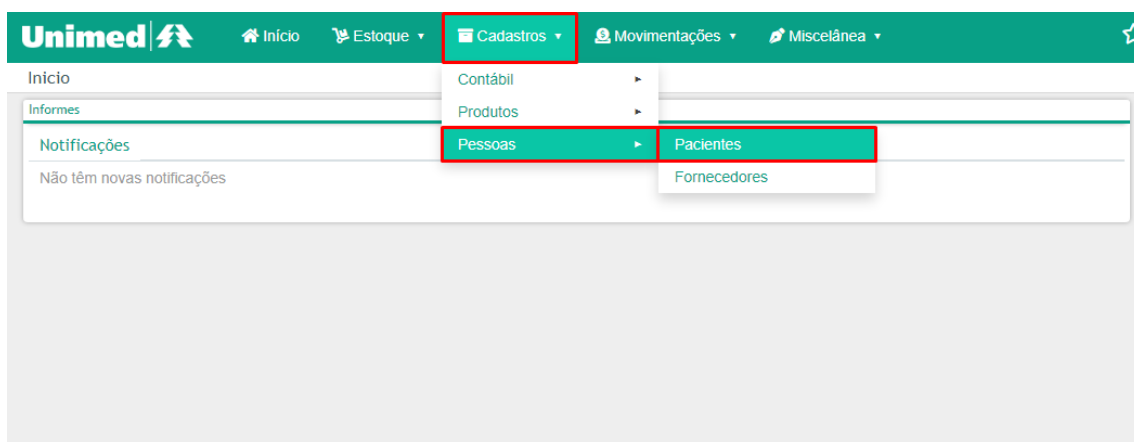 Unimed Início Estoque Cadastros Movimentações Miscelânea
Inicio
Contábil
Informes
Produtos
Notificações
Pessoas Pacientes
Não têm novas notificações
Fornecedores